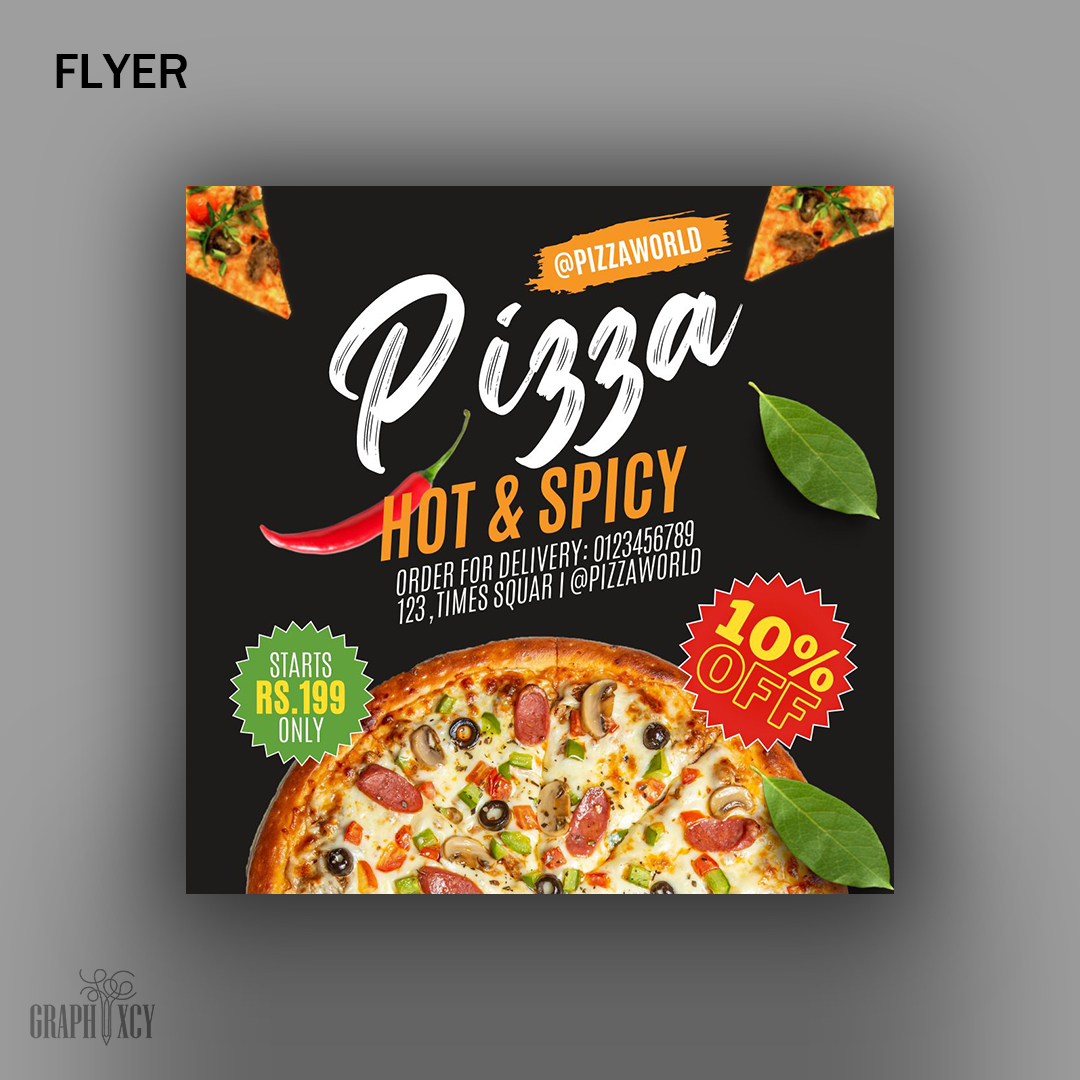 FLYER
@PIZZAWORLD
Pizza
HOT & SPICY
ORDER FOR DELIVERY: 0123456789
123 ,TIMES SQUAR | @PIZZAWORLD
STARTS
RS.199
ONLY
10%
OFF
GRAPHIXCY